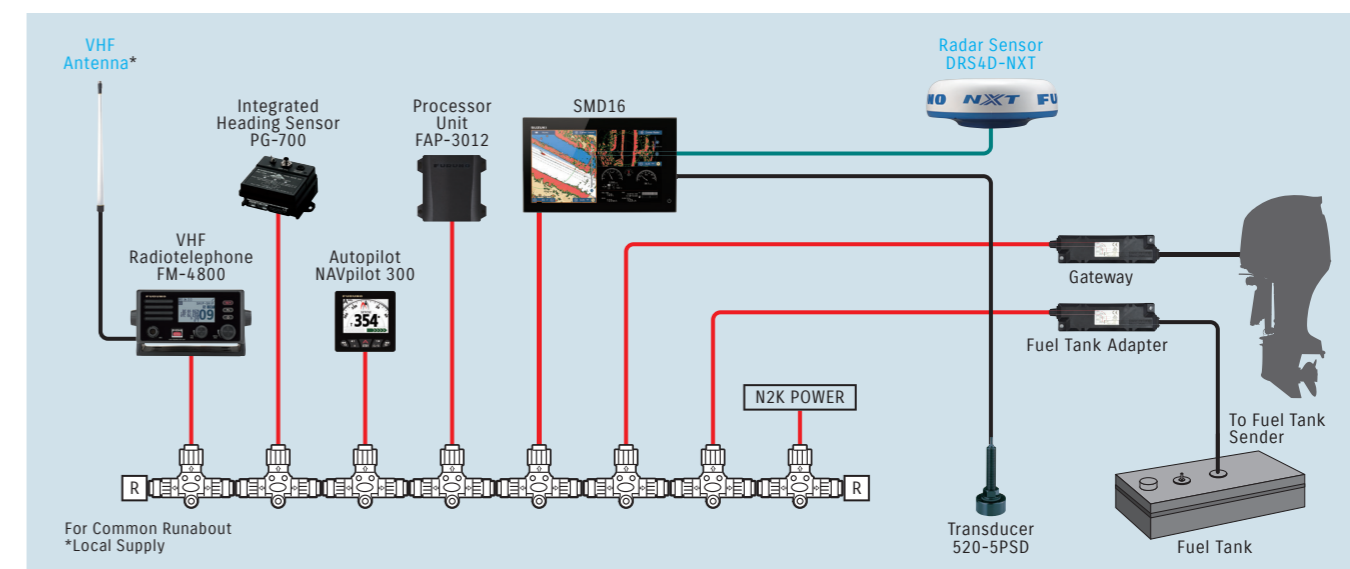 VHF
Antenna*
Integrated
Heading Sensor
PG-700
Processor
Unit
FAP-3012
SMD16
Radar Sensor
DRS4D-NXT
NXT
FU
VHF
Radiotelephone
FM-4800
09
Autopilot
NAVpilot 300
354
Gateway
Fuel Tank Adapter
N2K POWER
To Fuel Tank
Sender
R
R
For Common Runabout
*Local Supply
Transducer
520-5PSD
Fuel Tank